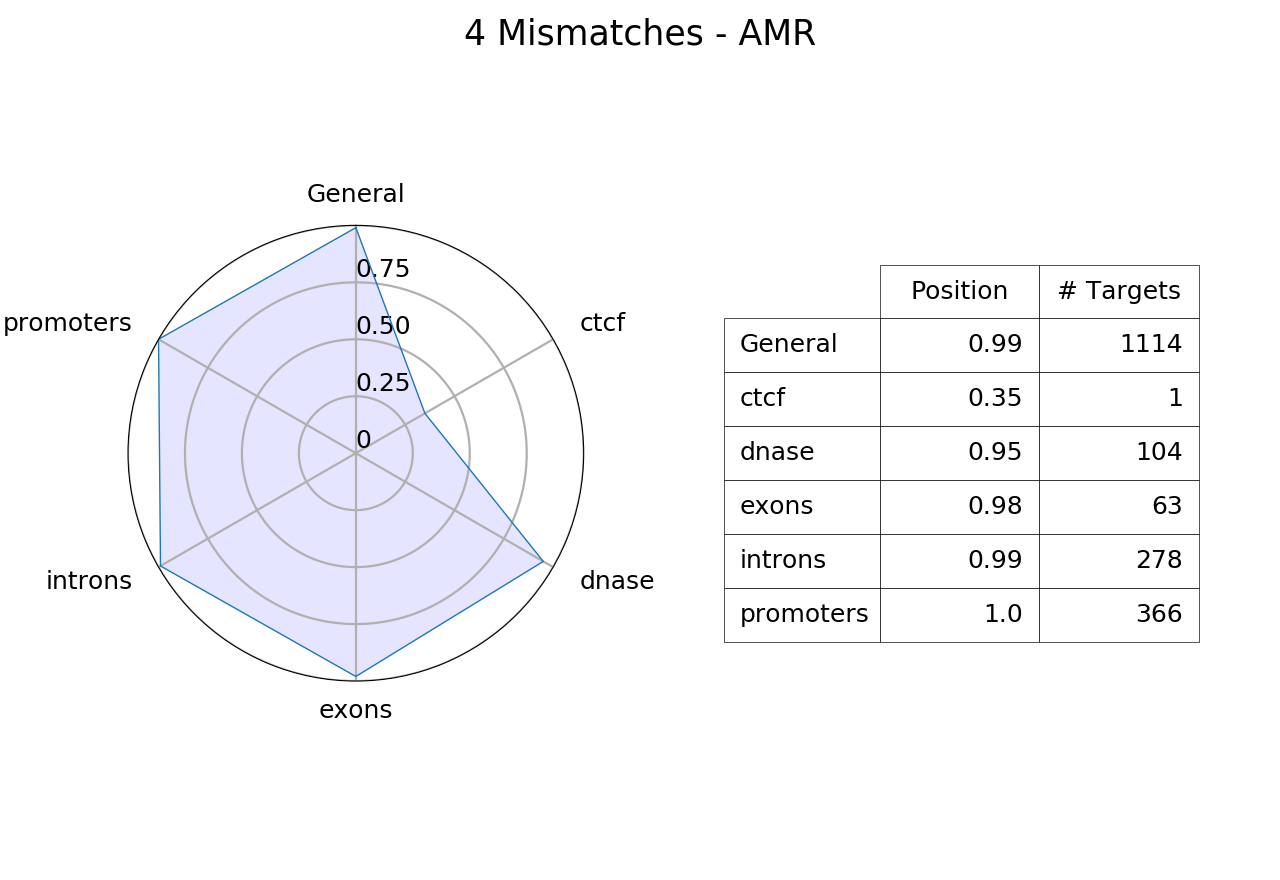 4 Mismatches - AMR
General
promoters
ctcf
0.75
0.50
0.25
0
introns
dnase
exons
Position # Targets
General 0.99 1114
ctcf 0.35 1
dnase 0.95 104
exons 0.98 63
introns 0.99 278
promoters 1.0 366